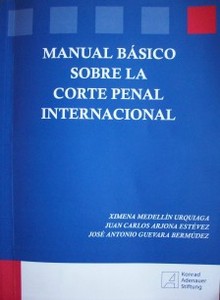 MANUAL BÁSICO
SOBRE LA
CORTE PENAL
INTERNACIONAL
XIMENA MEDELLÍN URQUIAGA
JUAN CARLOS ARJONA ESTÉVEZ
JOSÉ ANTONIO GUEVARA BERMÚDEZ
Konrad
Adenauer
Stiftung